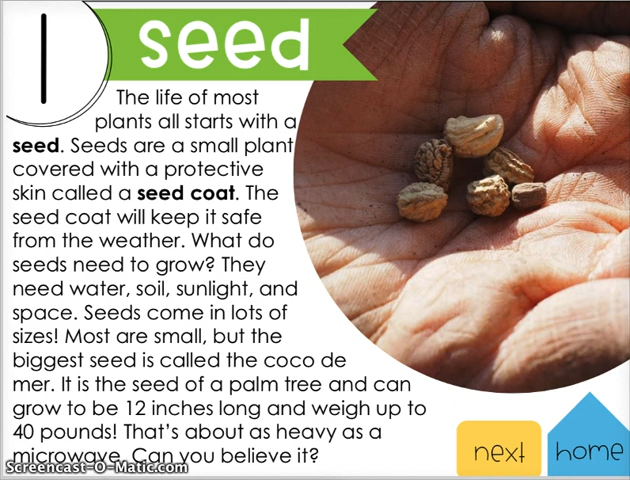 1
seed
The life of most
plants all starts with a
seed. Seeds are a small plant
covered with a protective
skin called a seed coat. The
seed coat will keep it safe
from the weather. What do
seeds need to grow? They
need water, soil, sunlight, and
space. Seeds come in lots of
sizes! Most are small, but the
biggest seed is called the coco de
mer. It is the seed of a palm tree and can
grow to be 12 inches long and weigh up to
40 pounds! That's about as heavy as a
microwave. Can you believe it?
Screencast-O-Matic.com
next
home